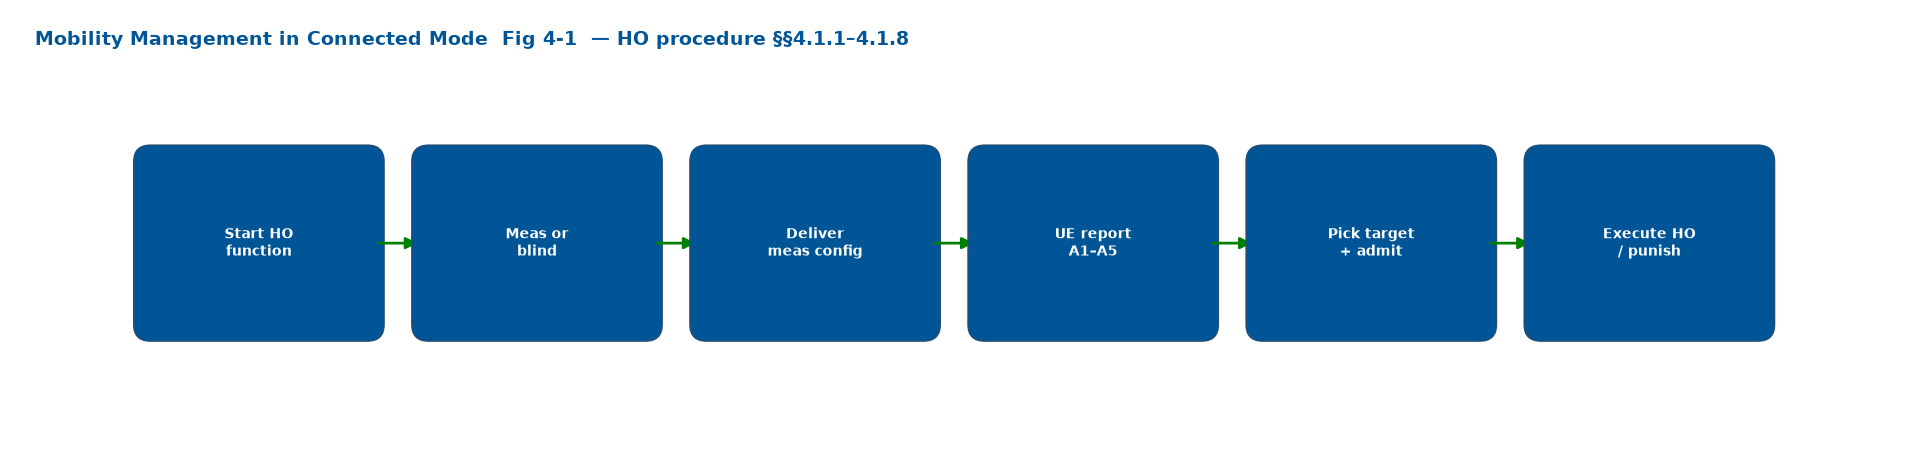 Mobility Management in Connected Mode  Fig 4-1  — HO procedure §§4.1.1–4.1.8
Start HO
function
Meas or
blind
Deliver
meas config
UE report
A1–A5
Pick target
+ admit
Execute HO
/ punish